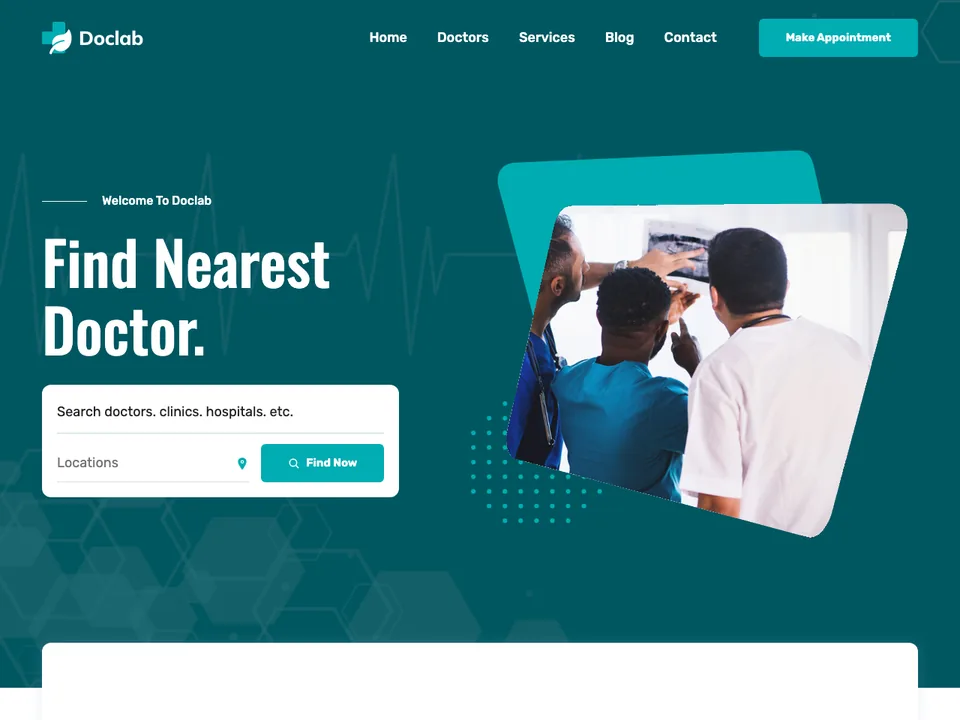 Doclab
Home
Doctors
Services
Blog
Contact
Make Appointment
Welcome To Doclab
Find Nearest
Doctor.
Search doctors. clinics. hospitals. etc.
Locations
Find Now